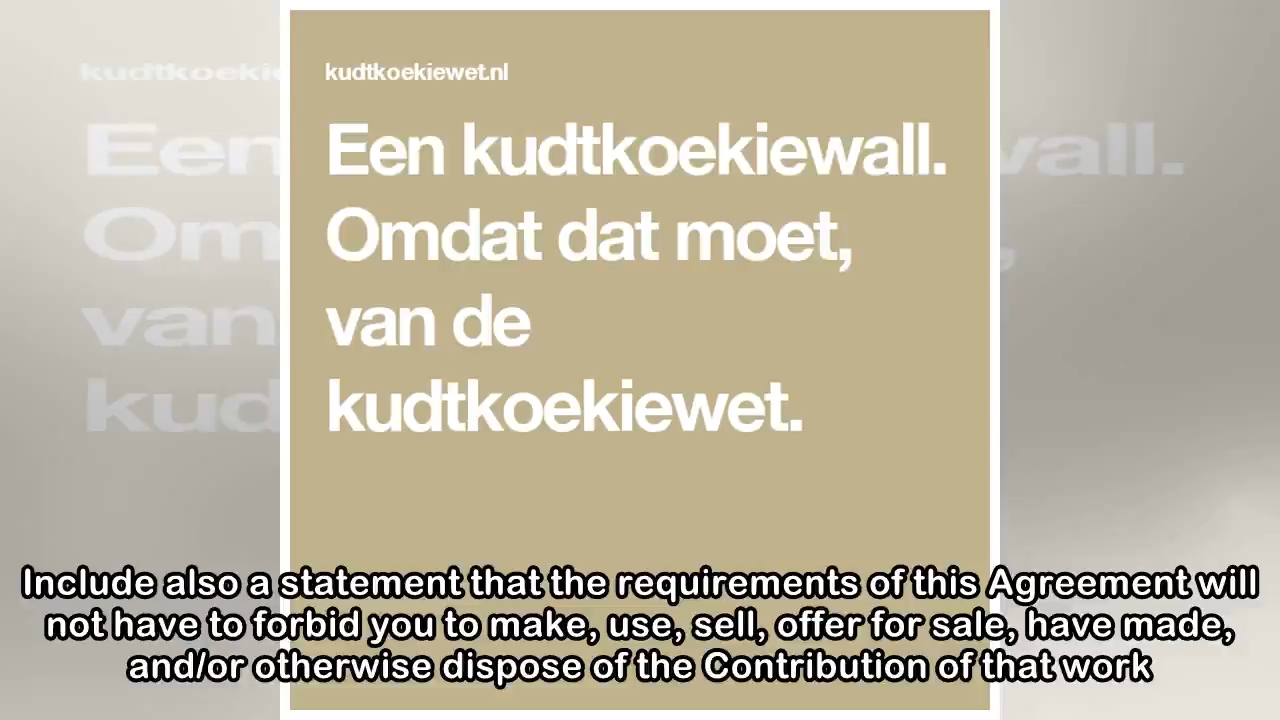 kudtkoekiewet.nl
Een kudtkoekiewall.
Omdat dat moet,
van de
kudtkoekiewet.
Include also a statement that the requirements of this Agreement will
not have to forbid you to make, use, sell, offer for sale, have made,
and/or otherwise dispose of the Contribution of that work